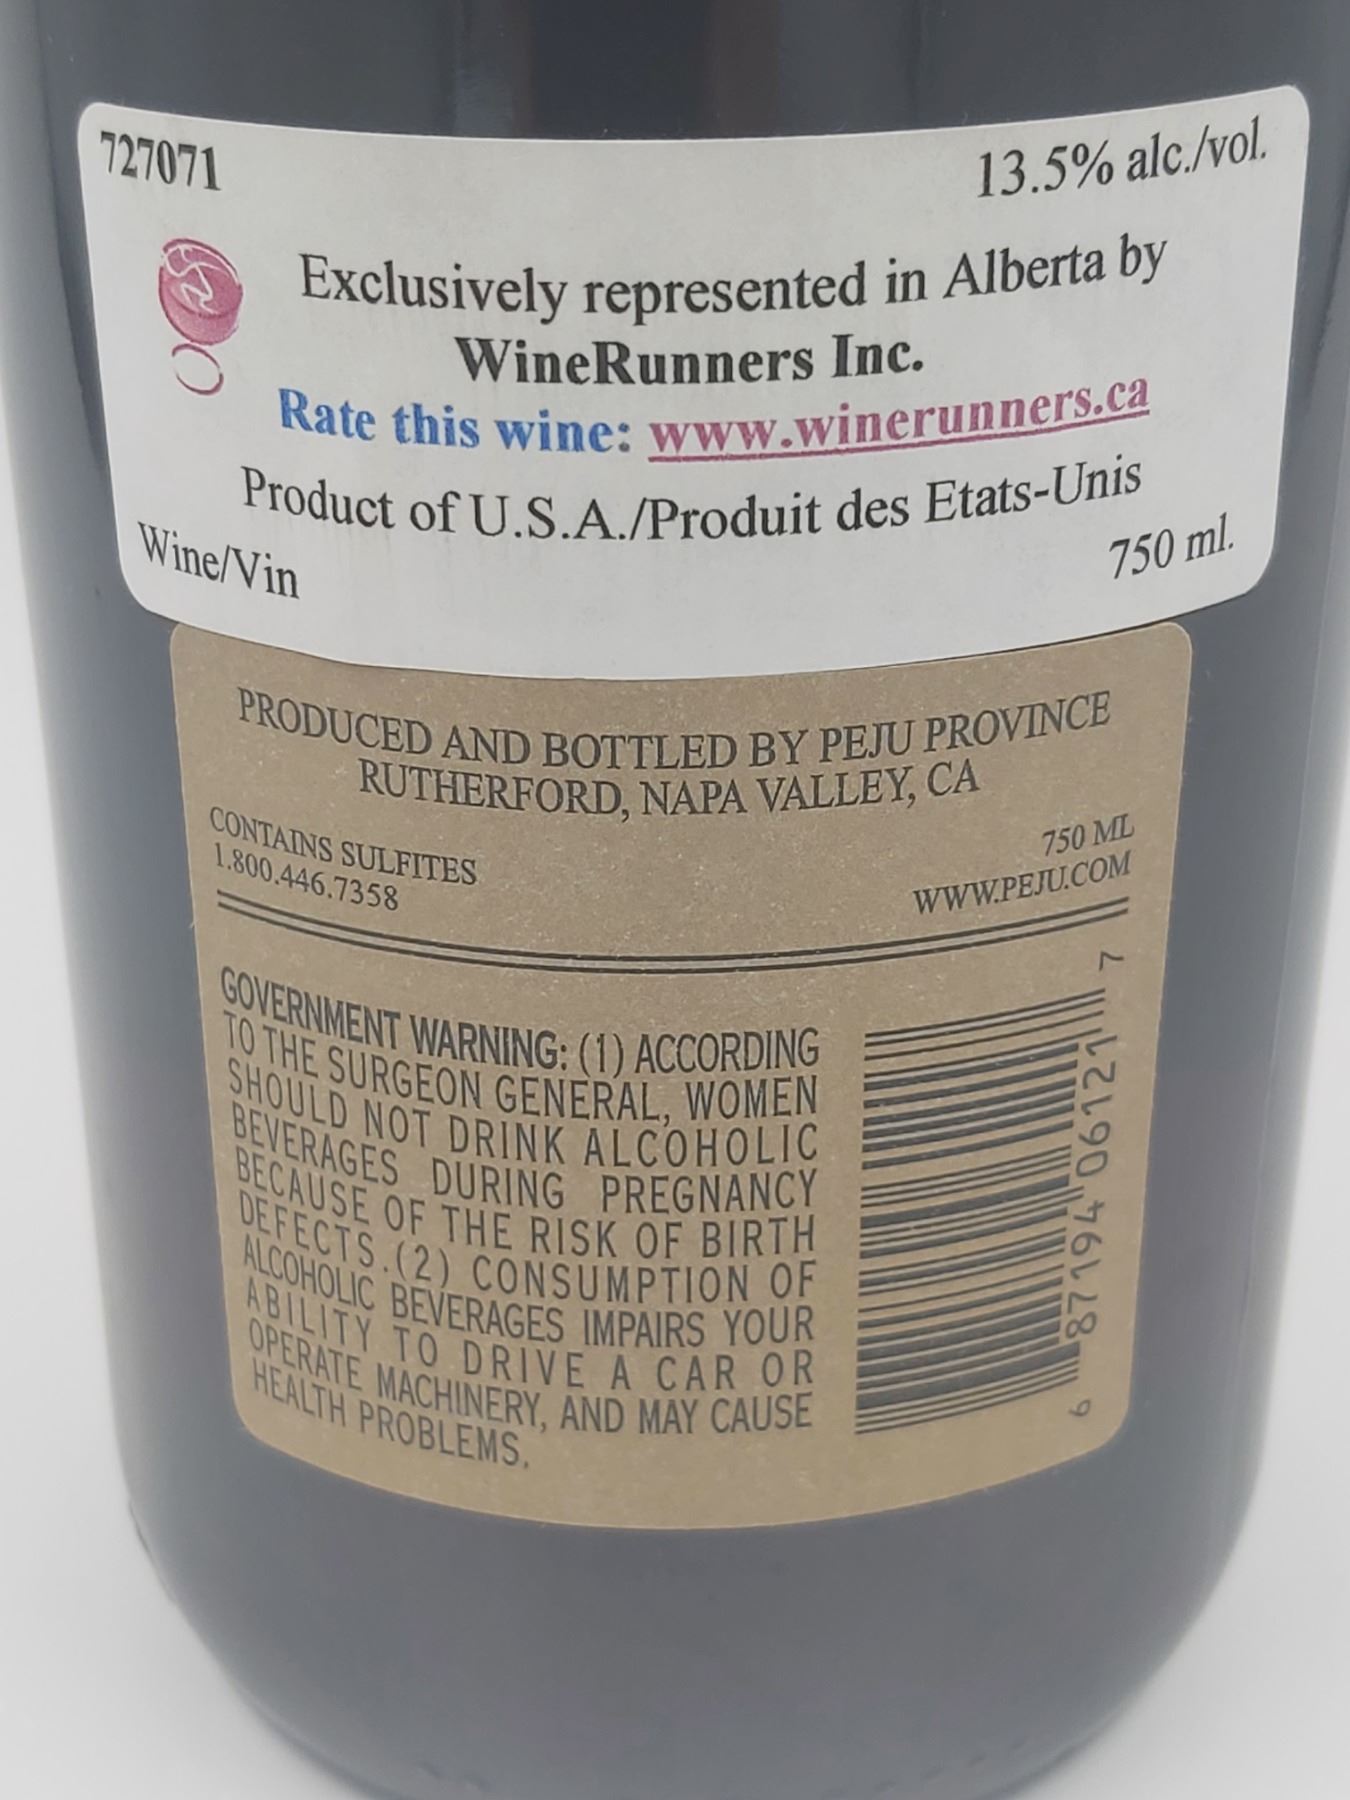 727071
13.5% alc./vol.
Exclusively represented in Alberta by
WineRunners Inc.
Rate this wine: www.winerunners.ca
Product of U.S.A./Produit des Etats-Unis
Wine/Vin
750 ml.
PRODUCED AND BOTTLED BY PEJU PROVINCE
RUTHERFORD, NAPA VALLEY, CA
CONTAINS SULFITES
1.800.446.7358
750 ML
WWW.PEJU.COM
GOVERNMENT WARNING: (1) ACCORDING
TO THE SURGEON GENERAL, WOMEN
SHOULD NOT DRINK ALCOHOLIC
BEVERAGES DURING PREGNANCY
BECAUSE OF THE RISK OF BIRTH
DEFECTS.(2) CONSUMPTION OF
ALCOHOLIC BEVERAGES IMPAIRS YOUR
ABILITY TO DRIVE A CAR OR
OPERATE MACHINERY, AND MAY CAUSE
HEALTH PROBLEMS.
6 87194 06121 7